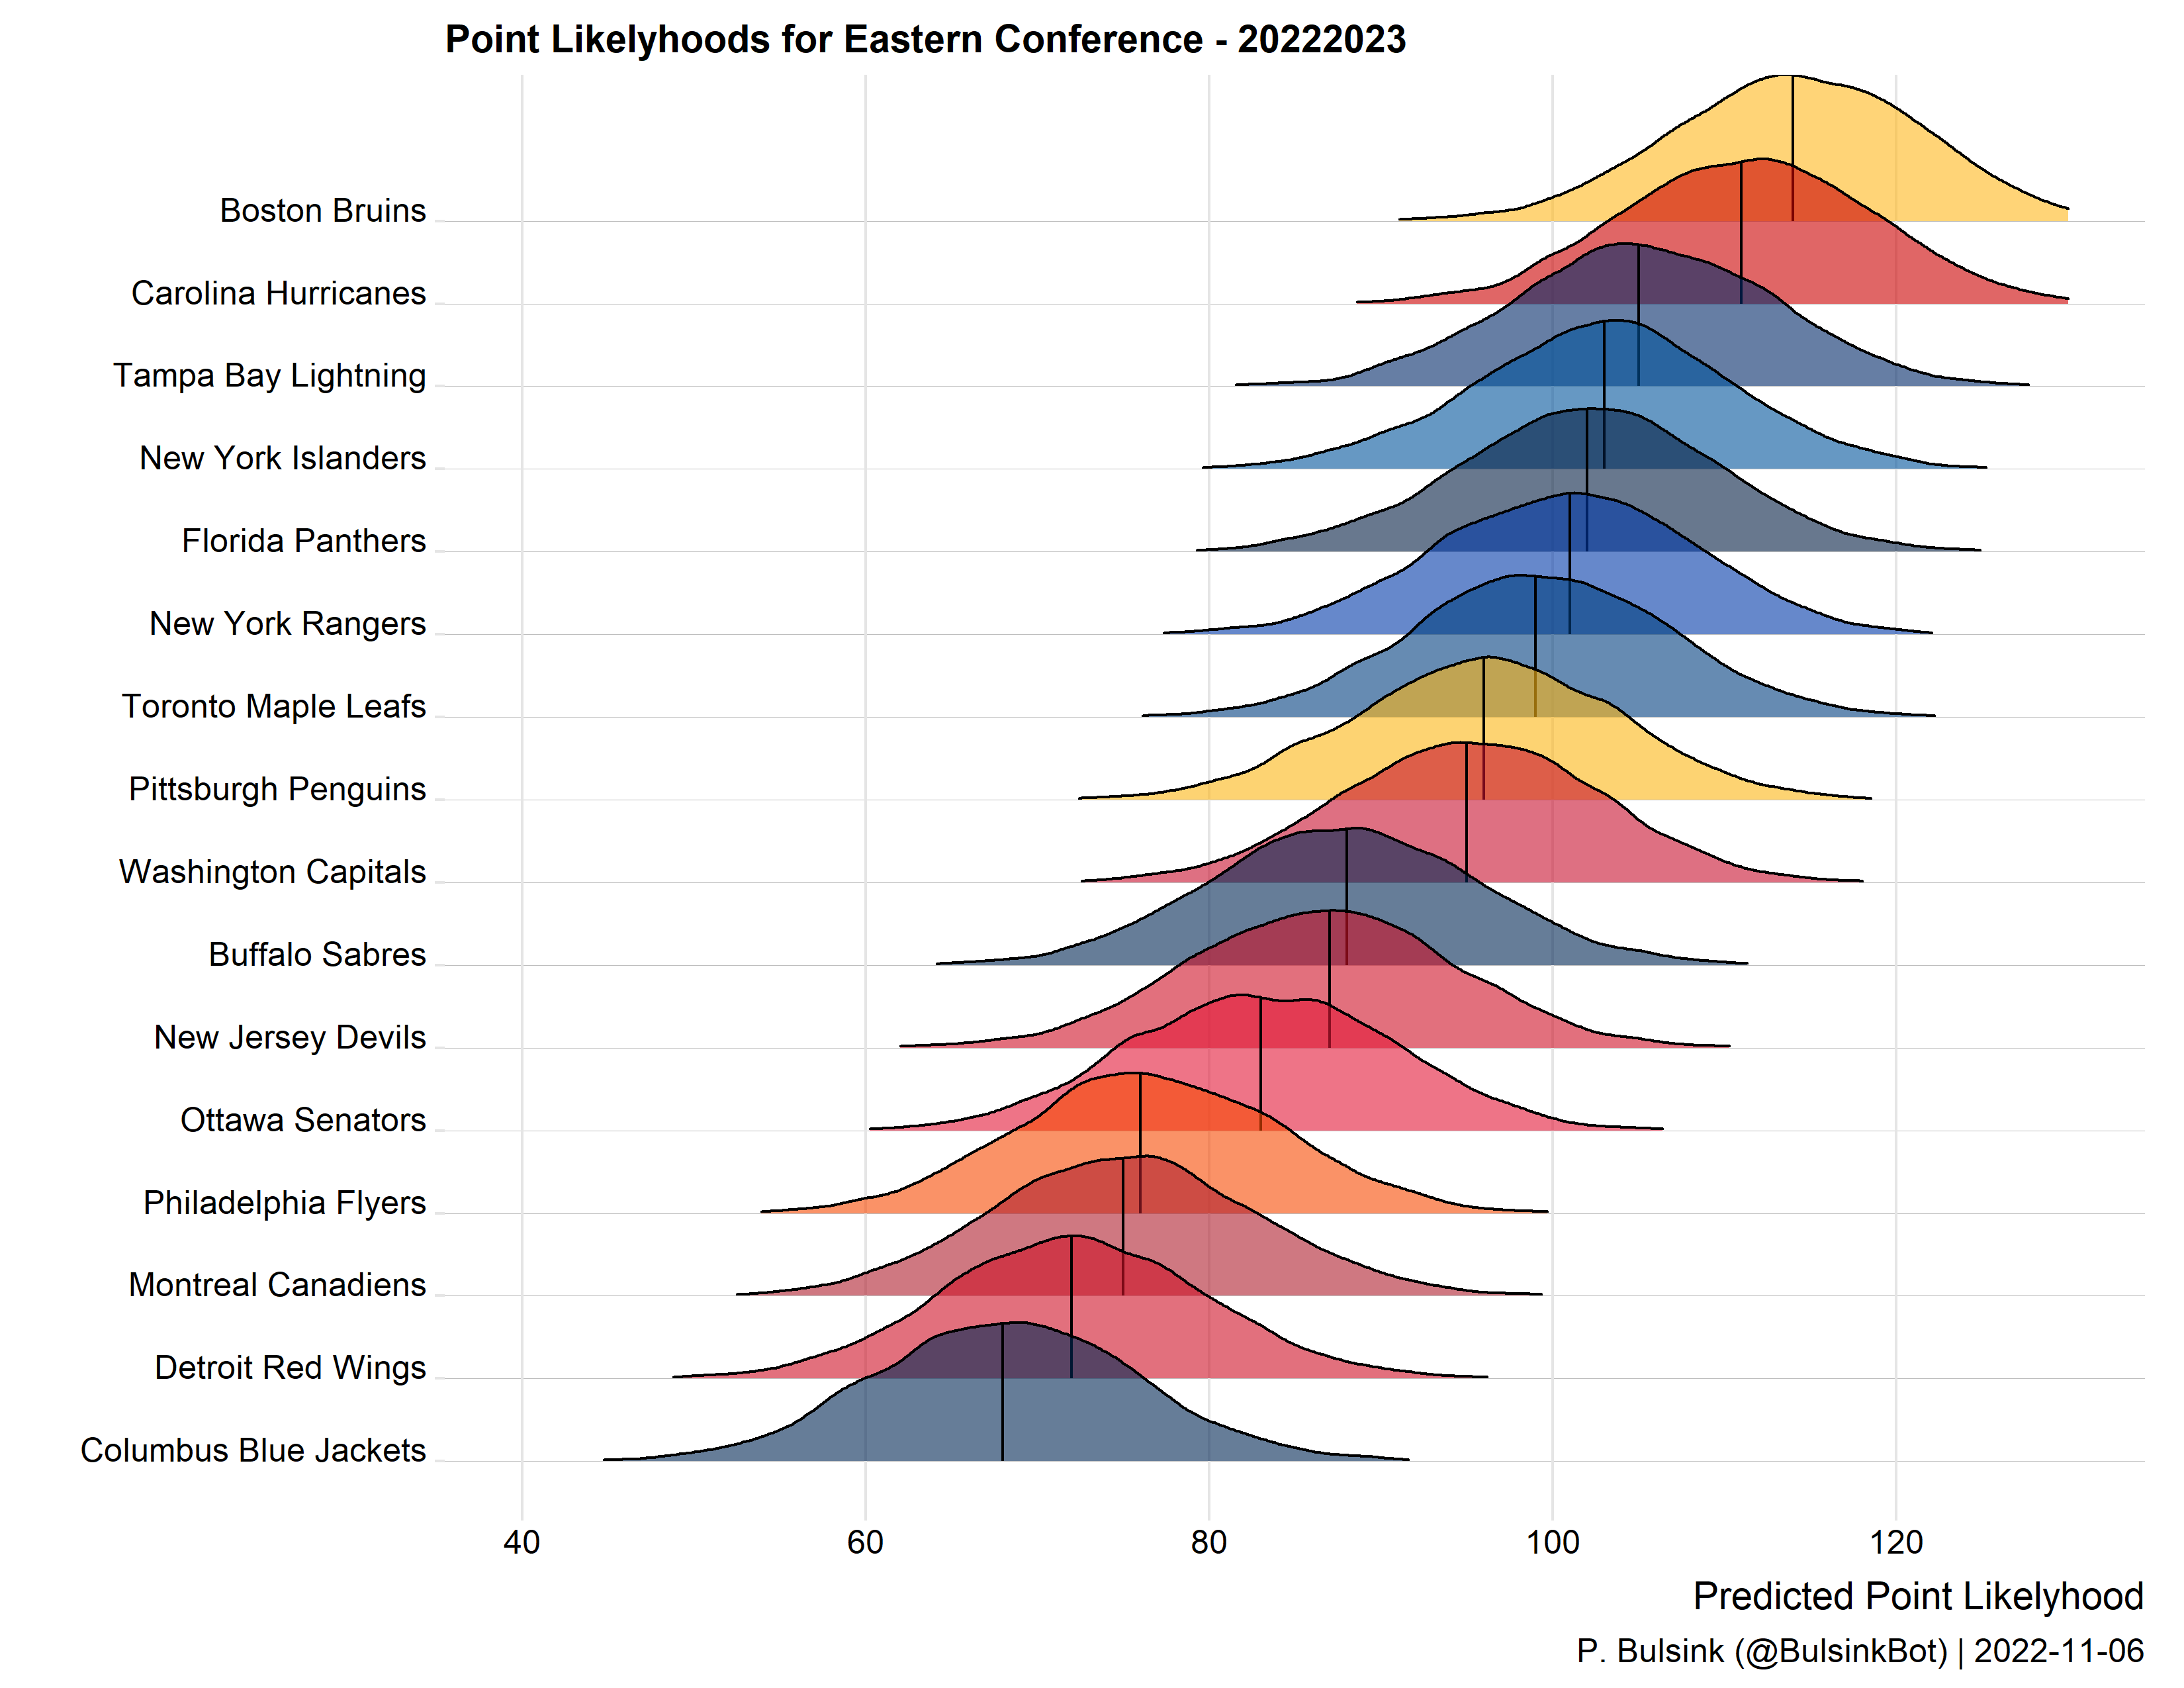 Point Likelyhoods for Eastern Conference - 20222023
Boston Bruins
Carolina Hurricanes
Tampa Bay Lightning
New York Islanders
Florida Panthers
New York Rangers
Toronto Maple Leafs
Pittsburgh Penguins
Washington Capitals
Buffalo Sabres
New Jersey Devils
Ottawa Senators
Philadelphia Flyers
Montreal Canadiens
Detroit Red Wings
Columbus Blue Jackets
40 60 80 100 120
Predicted Point Likelyhood
P. Bulsink (@BulsinkBot) | 2022-11-06